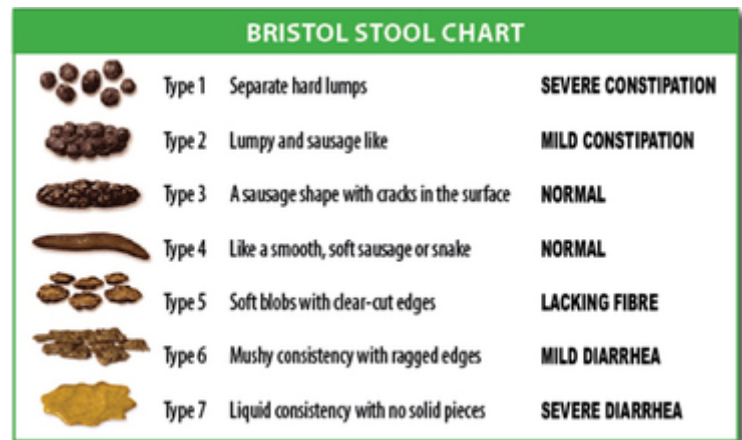 BRISTOL STOOL CHART
Type 1 Separate hard lumps SEVERE CONSTIPATION
Type 2 Lumpy and sausage like MILD CONSTIPATION
Type 3 A sausage shape with cracks in the surface NORMAL
Type 4 Like a smooth, soft sausage or snake NORMAL
Type 5 Soft blobs with clear-cut edges LACKING FIBRE
Type 6 Mushy consistency with ragged edges MILD DIARRHEA
Type 7 Liquid consistency with no solid pieces SEVERE DIARRHEA